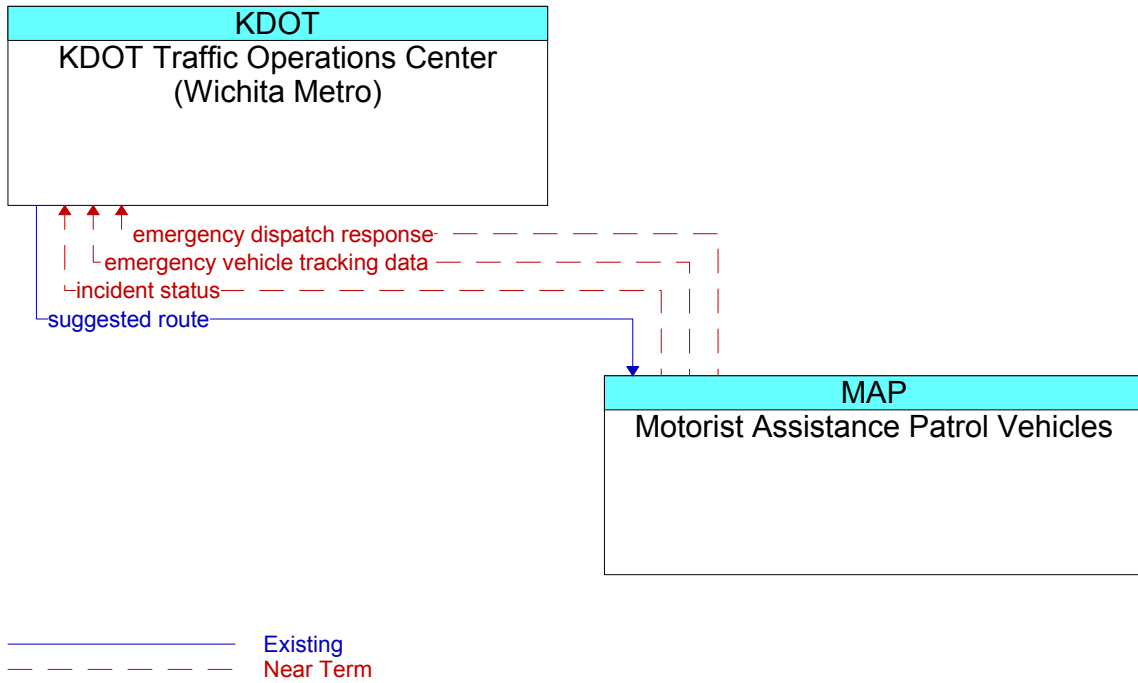 KDOT
KDOT Traffic Operations Center
(Wichita Metro)
emergency dispatch response
emergency vehicle tracking data
incident status
suggested route
MAP
Motorist Assistance Patrol Vehicles
Existing
Near Term